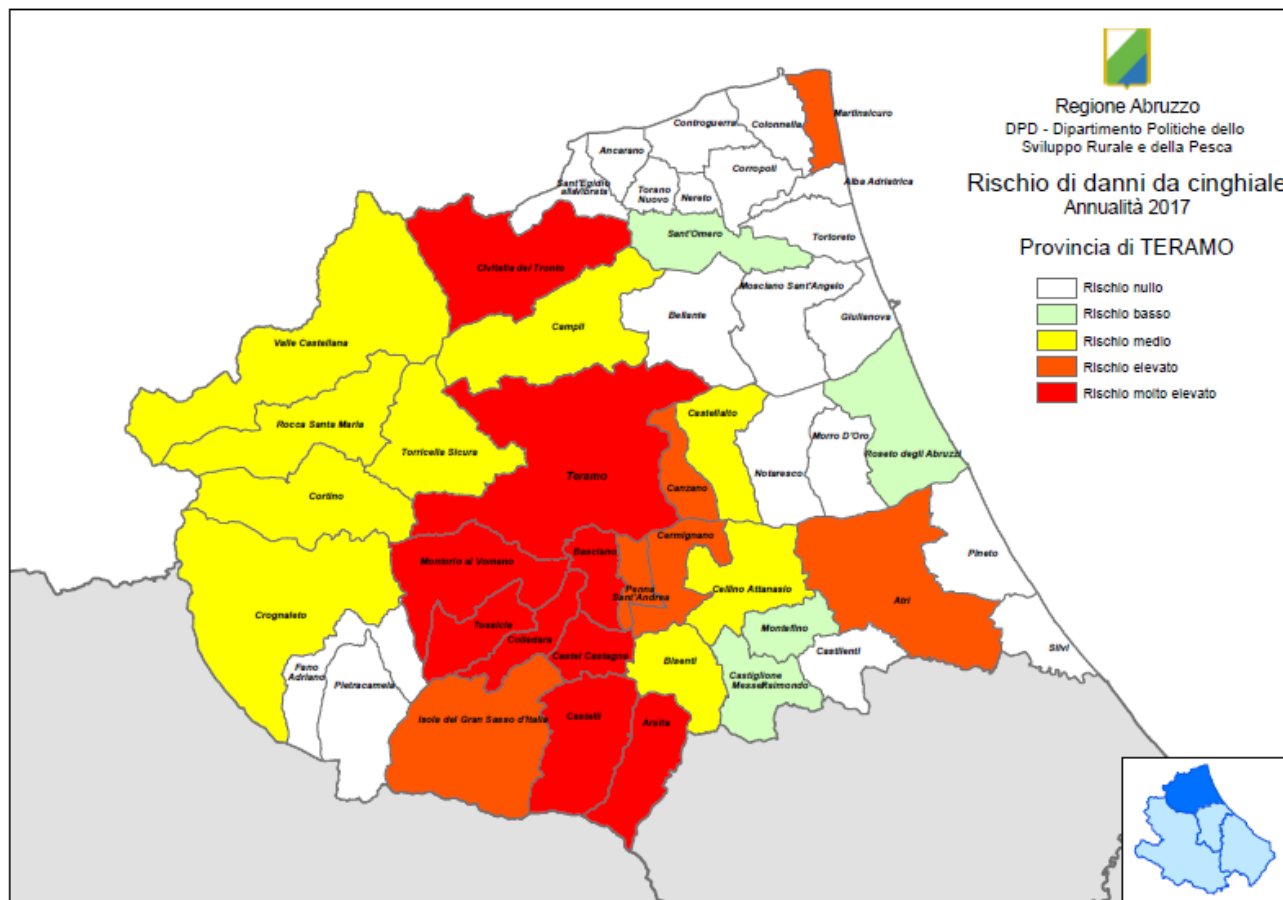 Regione Abruzzo
DPD - Dipartimento Politiche dello
Sviluppo Rurale e della Pesca
Rischio di danni da cinghiale
Annualità 2017
Provincia di TERAMO
Rischio nullo
Rischio basso
Rischio medio
Rischio elevato
Rischio molto elevato
Martinsicuro
Colonnella
Controguerra
Ancarano
Corropoli
Alba Adriatrica
Sant'Egidio
alla Vibrata
Torano
Nuovo
Nereto
Sant'Omero
Tortoreto
Civitella del Tronto
Mosciano Sant'Angelo
Bellante
Giulianova
Campli
Valle Castellana
Rocca Santa Maria
Torricella Sicura
Castellalto
Morro D'Oro
Roseto degli Abruzzi
Notaresco
Teramo
Canzano
Cortino
Cermignano
Basciano
Montorio al Vomano
Penna
Sant'Andrea
Cellino Attanasio
Pineto
Atri
Crognaleto
Tossicia
Colledara
Castel Castagna
Montefino
Castilenti
Silvi
Bisenti
Fano
Adriano
Pietracamela
Castiglione
Messer Raimondo
Isola del Gran Sasso d'Italia
Castelli
Arsita